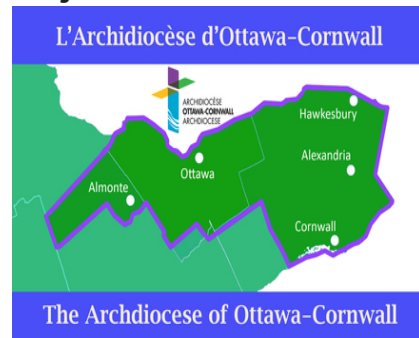 L'Archidiocèse d'Ottawa-Cornwall
ARCHIDIOCÈSE
OTTAWA-CORNWALL
ARCHDIOCESE
Hawkesbury
Alexandria
Ottawa
Almonte
Cornwall
The Archdiocese of Ottawa-Cornwall